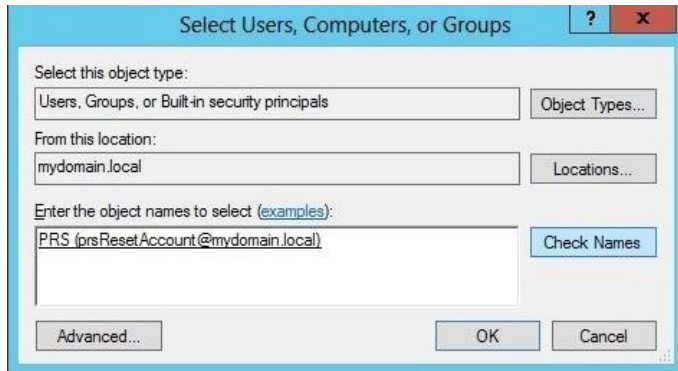 Select Users, Computers, or Groups
? x
Select this object type:
Users, Groups, or Built-in security principals
Object Types...
From this location:
mydomain.local
Locations...
Enter the object names to select (examples):
PRS (prsResetAccount@mydomain.local)
Check Names
Advanced...
OK
Cancel